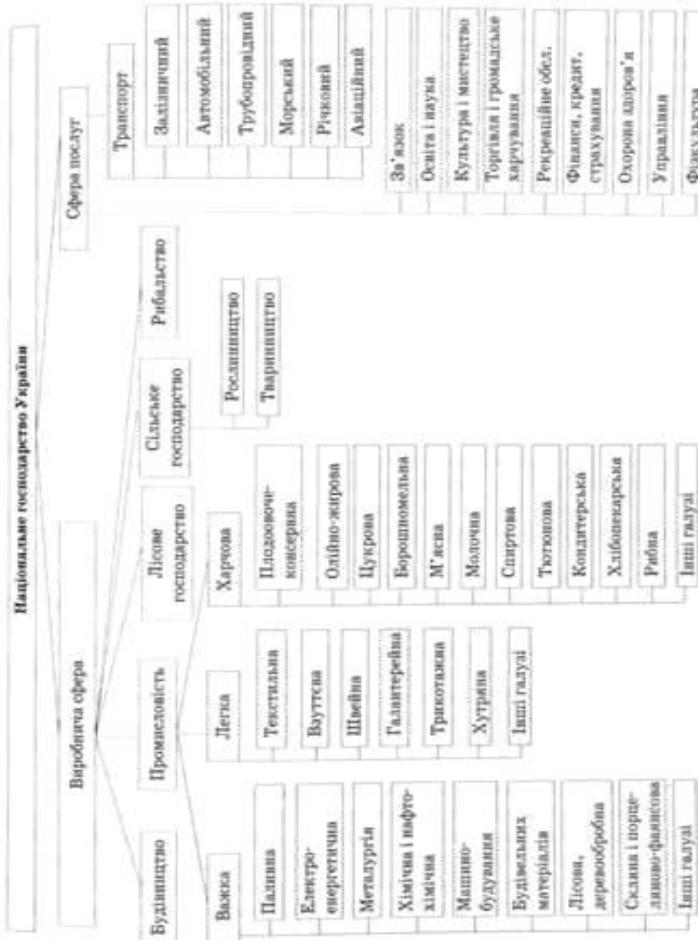 Національне господарство України
Виробнича сфера
Сфера послуг
Будівництво
Промисловість
Лісове
господарство
Сільське
господарство
Рибальство
Важка
Паливна
Електро-
енергетична
Металургія
Хімічна і нафто-
хімічна
Машино-
будування
Будівельних
матеріалів
Лісова,
деревообробна
Скляна і порце-
ляново-фаянсова
Інші галузі
Легка
Текстильна
Взуттєва
Швейна
Галантерейна
Трикотажна
Хутряна
Інші галузі
Харчова
Плодоовоче-
консервна
Олійно-жирова
Цукрова
Борошномельна
М'ясна
Молочна
Спиртова
Тютюнова
Кондитерська
Хлібопекарська
Рибна
Інші галузі
Рослинництво
Тваринництво
Транспорт
Залізничний
Автомобільний
Трубопровідний
Морський
Річковий
Авіаційний
Зв'язок
Освіта і наука
Культура і мистецтво
Торгівля і громадське
харчування
Рекреаційне обсл.
Фінанси, кредит,
страхування
Охорона здоров'я
Управління
Фізкультура